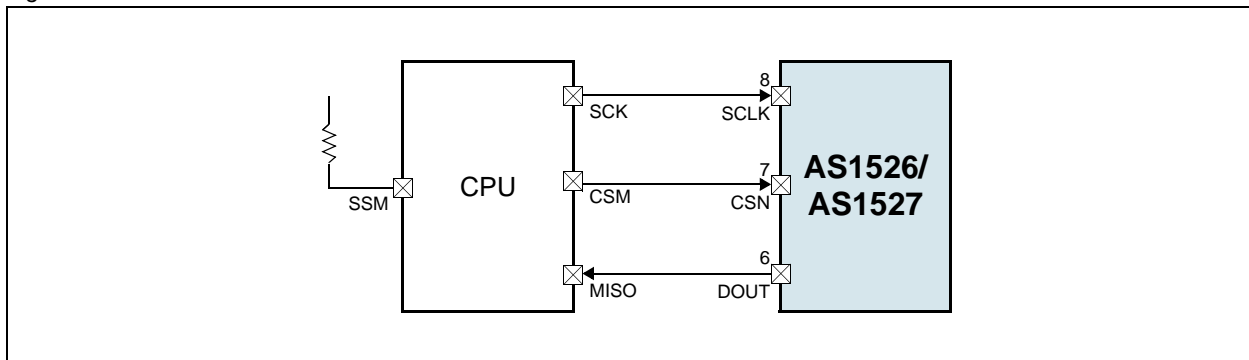 8
SCK
SCLK
AS1526/
AS1527
7
CPU
SSM
CSM
CSN
6
MISO
DOUT